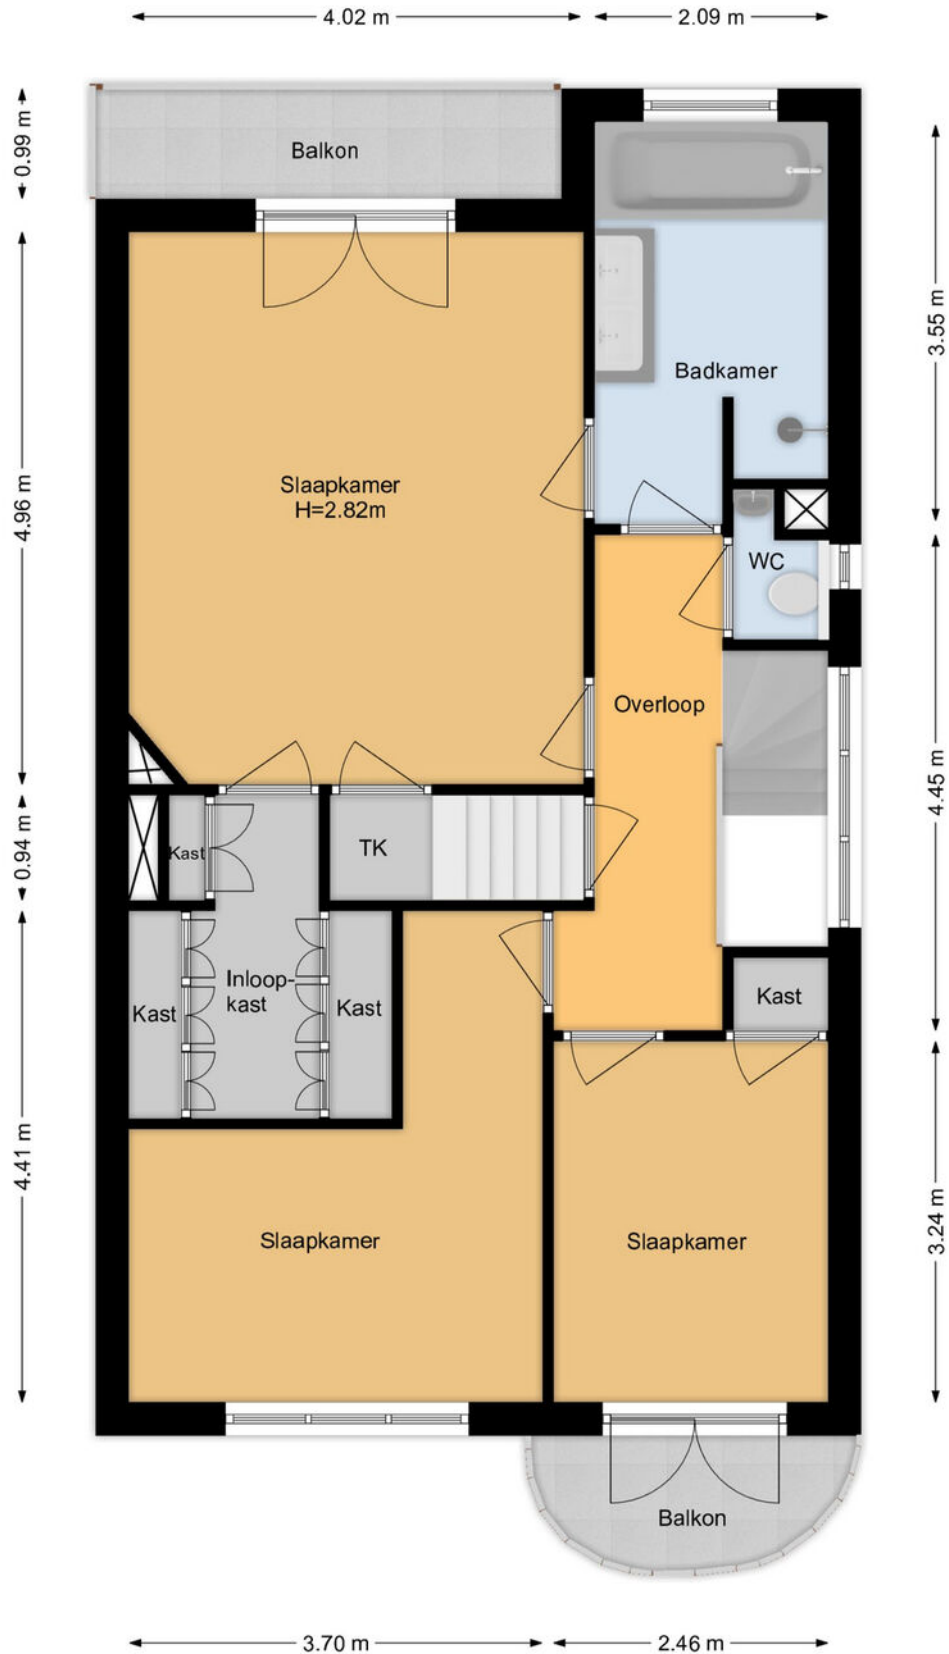 4.02 m
2.09 m
0.99 m
Balkon
3.55 m
Badkamer
4.96 m
Slaapkamer
H=2.82m
WC
Overloop
4.45 m
0.94 m
Kast
TK
Inloop-
kast
Kast
Kast
Kast
4.41 m
3.24 m
Slaapkamer
Slaapkamer
Balkon
3.70 m
2.46 m